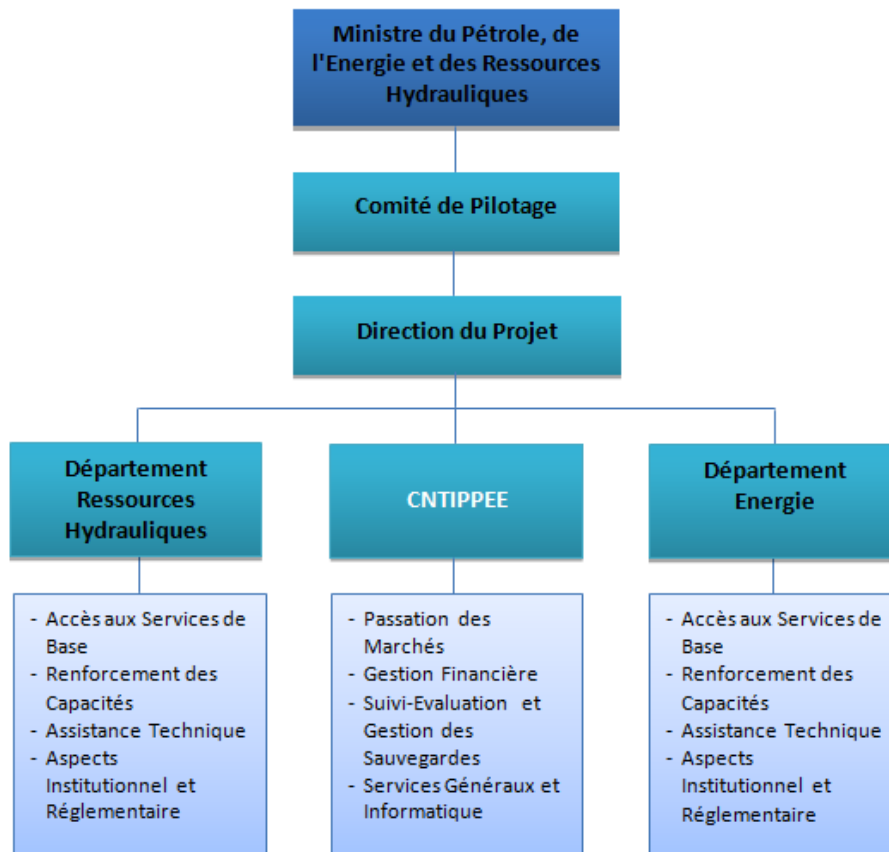 Ministre du Pétrole, de
l'Energie et des Ressources
Hydrauliques
Comité de Pilotage
Direction du Projet
Département
Ressources
Hydrauliques
CNTIPPEE
Département
Energie
- Accès aux Services de
Base
- Renforcement des
Capacités
- Assistance Technique
- Aspects
Institutionnel et
Réglementaire
- Passation des
Marchés
- Gestion Financière
- Suivi-Evaluation et
Gestion des
Sauvegardes
- Services Généraux et
Informatique
- Accès aux Services de
Base
- Renforcement des
Capacités
- Assistance Technique
- Aspects
Institutionnel et
Réglementaire